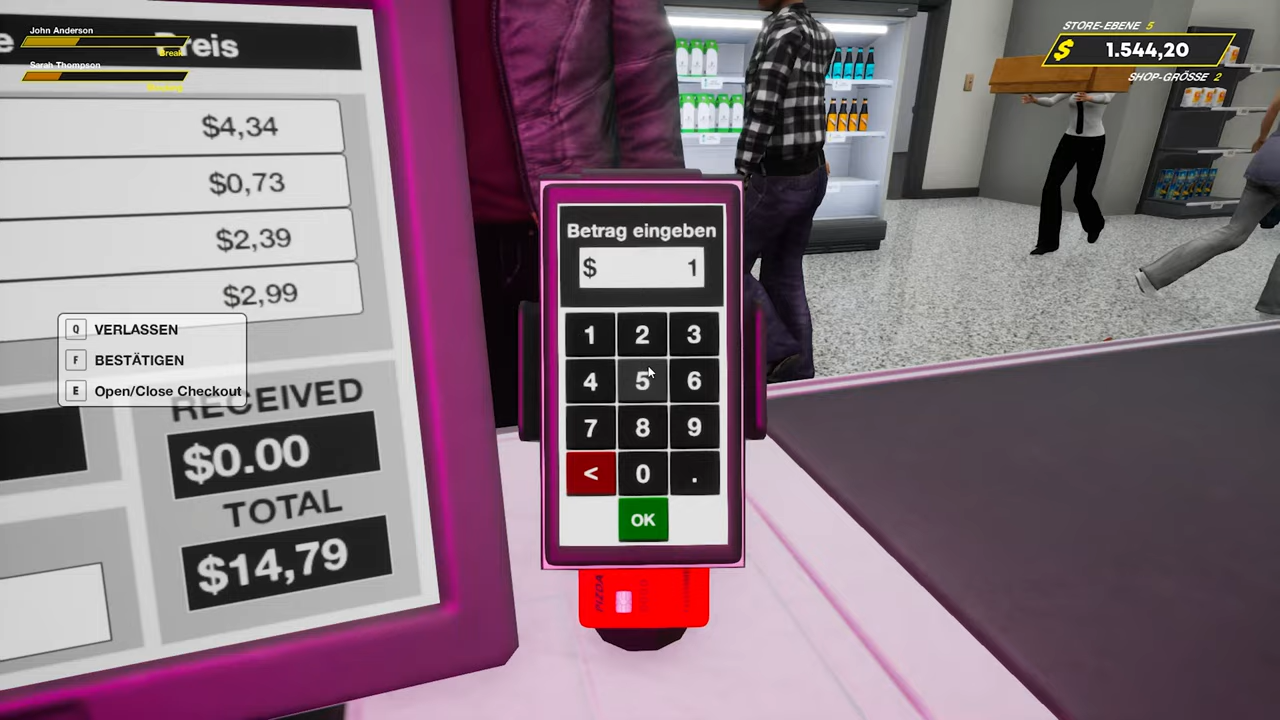 John Anderson
Break
Sarah Thompson
STORE-EBENE 5
$ 1.544,20
SHOP-GRÖSSE 2
e Preis
$4,34
$0,73
$2,39
$2,99
Q VERLASSEN
F BESTÄTIGEN
E Open/Close Checkout
RECEIVED
$0.00
TOTAL
$14,79
Betrag eingeben
$ 1
1 2 3
4 5 6
7 8 9
< 0 .
OK